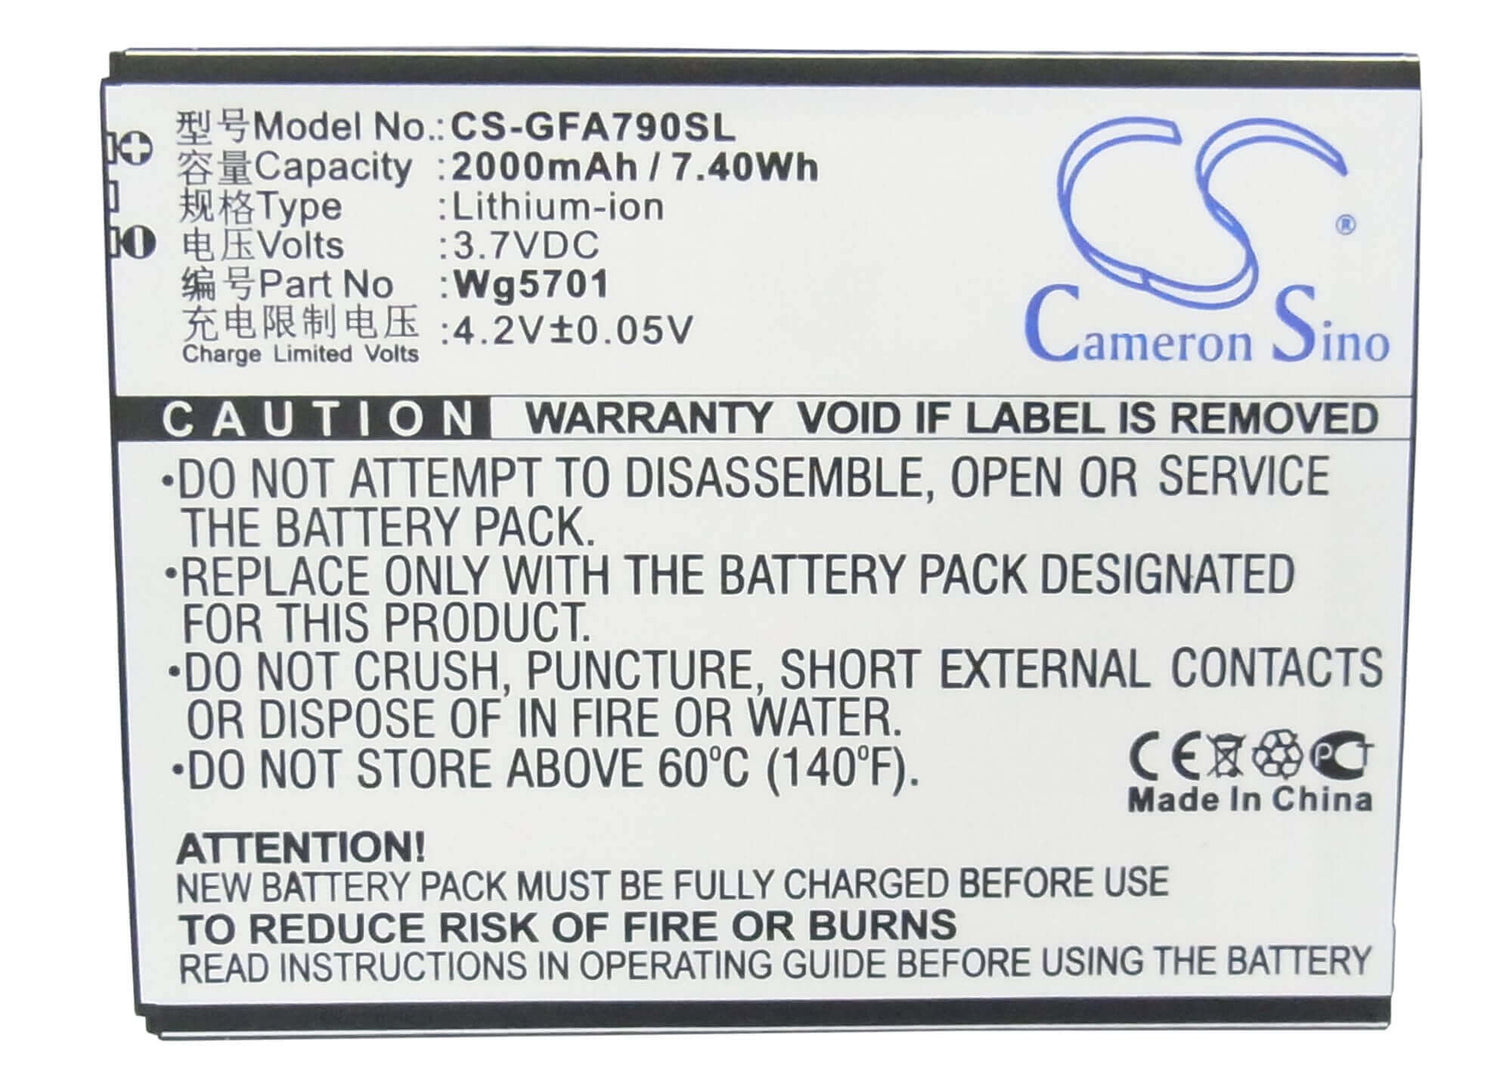 型号Model No.:CS-GFA790SL
容量Capacity :2000mAh / 7.40Wh
规格Type :Lithium-ion
电压Volts :3.7VDC
编号Part No :Wg5701
充电限制电压 :4.2V±0.05V
Charge Limited Volts
CS®
Cameron Sino
CAUTION WARRANTY VOID IF LABEL IS REMOVED
•DO NOT ATTEMPT TO DISASSEMBLE, OPEN OR SERVICE
THE BATTERY PACK.
•REPLACE ONLY WITH THE BATTERY PACK DESIGNATED
FOR THIS PRODUCT.
•DO NOT CRUSH, PUNCTURE, SHORT EXTERNAL CONTACTS
OR DISPOSE OF IN FIRE OR WATER.
•DO NOT STORE ABOVE 60ºC (140ºF).
CE PCT
Made In China
ATTENTION!
NEW BATTERY PACK MUST BE FULLY CHARGED BEFORE USE
TO REDUCE RISK OF FIRE OR BURNS
READ INSTRUCTIONS IN OPERATING GUIDE BEFORE USING THE BATTERY